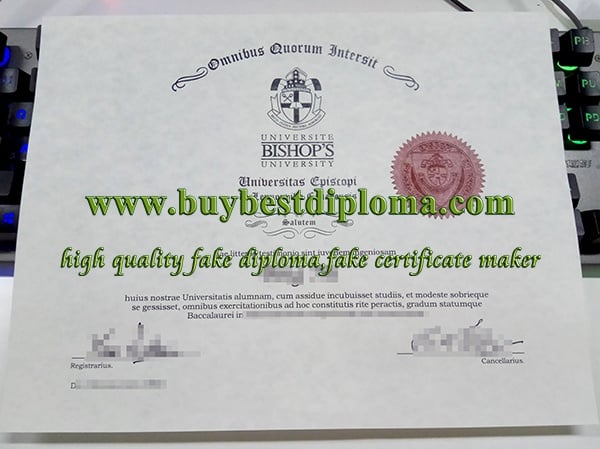 Omnibus Quorum Intersit
UNIVERSITE
BISHOP'S
UNIVERSITY
Universitas Episcopi
www.buybestdiploma.com
Salutem
high quality fake diploma,fake certificate maker
huius nostrae Universitatis alumnam, cum assidue incubuisset studiis, et modeste sobrieque
se gessisset, omnibus exercitationibus ad hoc constitutis rite peractis, gradum statumque
Baccalaurei in
Registrarius.
Cancellarius.
D